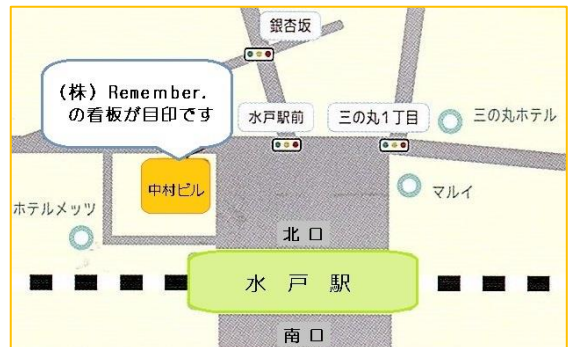 銀杏坂
(株) Remember.
の看板が目印です
水戸駅前
三の丸1丁目
三の丸ホテル
中村ビル
マルイ
ホテルメッツ
北口
水戸駅
南口